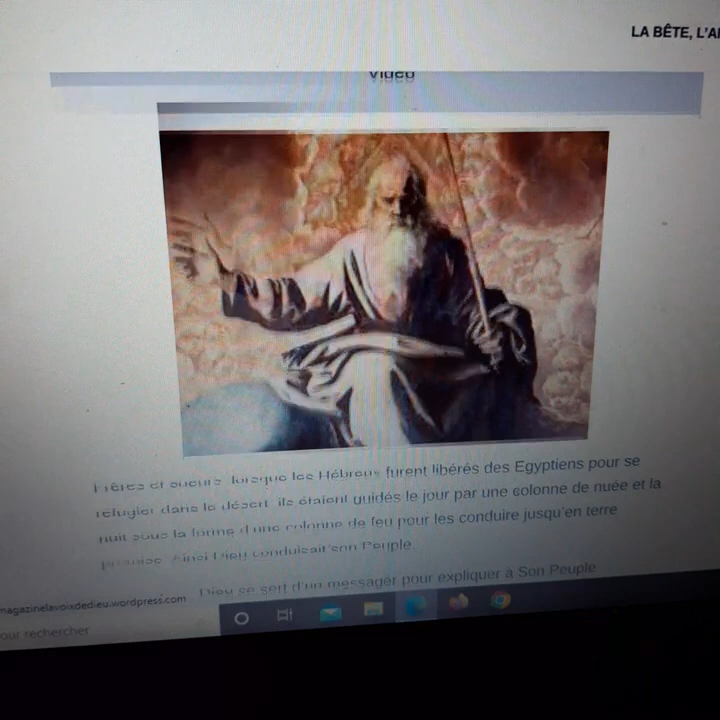 LA BÊTE, L'A
Video
Frères et soeurs, lorsque les Hébreux furent libérés des Egyptiens pour se
réfugier dans le désert, ils étaient guidés le jour par une colonne de nuée et la
nuit sous la forme d'une colonne de feu pour les conduire jusqu'en terre
promise. Ainsi Dieu conduisait son Peuple.
Dieu se sert d'un messager pour expliquer à Son Peuple
magazinelavoixdedieu.wordpress.com
our rechercher